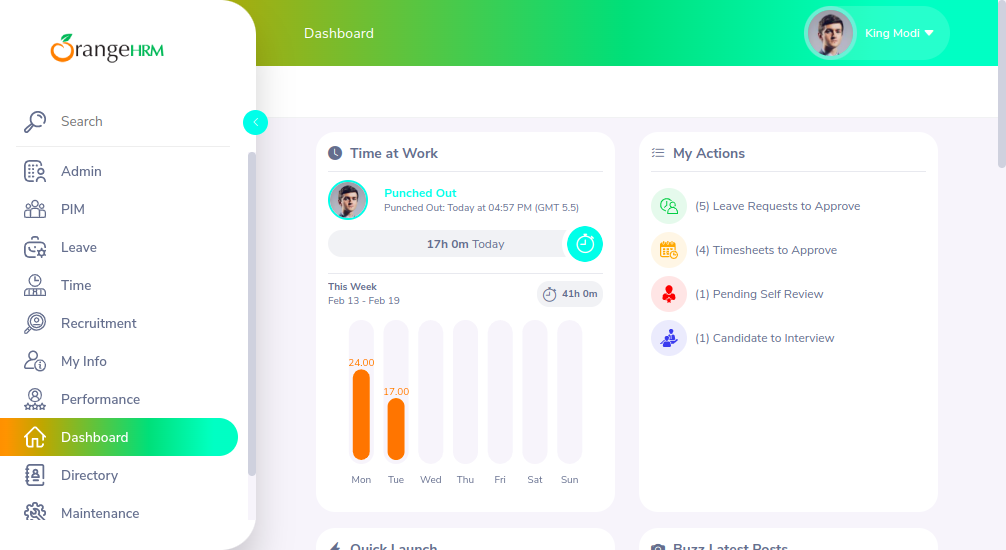 OrangeHRM
Search
Admin
PIM
Leave
Time
Recruitment
My Info
Performance
Dashboard
Directory
Maintenance
Dashboard
King Modi
Time at Work
Punched Out
Punched Out: Today at 04:57 PM (GMT 5.5)
17h 0m Today
This Week
Feb 13 - Feb 19
41h 0m
24.00
17.00
Mon Tue Wed Thu Fri Sat Sun
My Actions
(5) Leave Requests to Approve
(4) Timesheets to Approve
(1) Pending Self Review
(1) Candidate to Interview
Quick Launch
Buzz Latest Posts